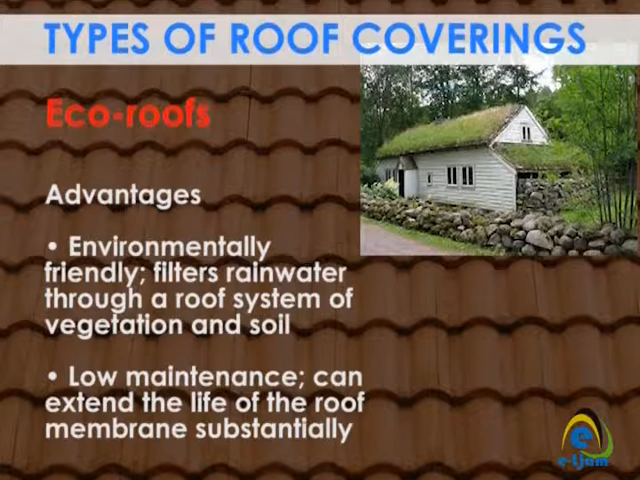 TYPES OF ROOF COVERINGS
Eco-roofs
Advantages
• Environmentally
friendly; filters rainwater
through a roof system of
vegetation and soil
• Low maintenance; can
extend the life of the roof
membrane substantially
e
e-ijam